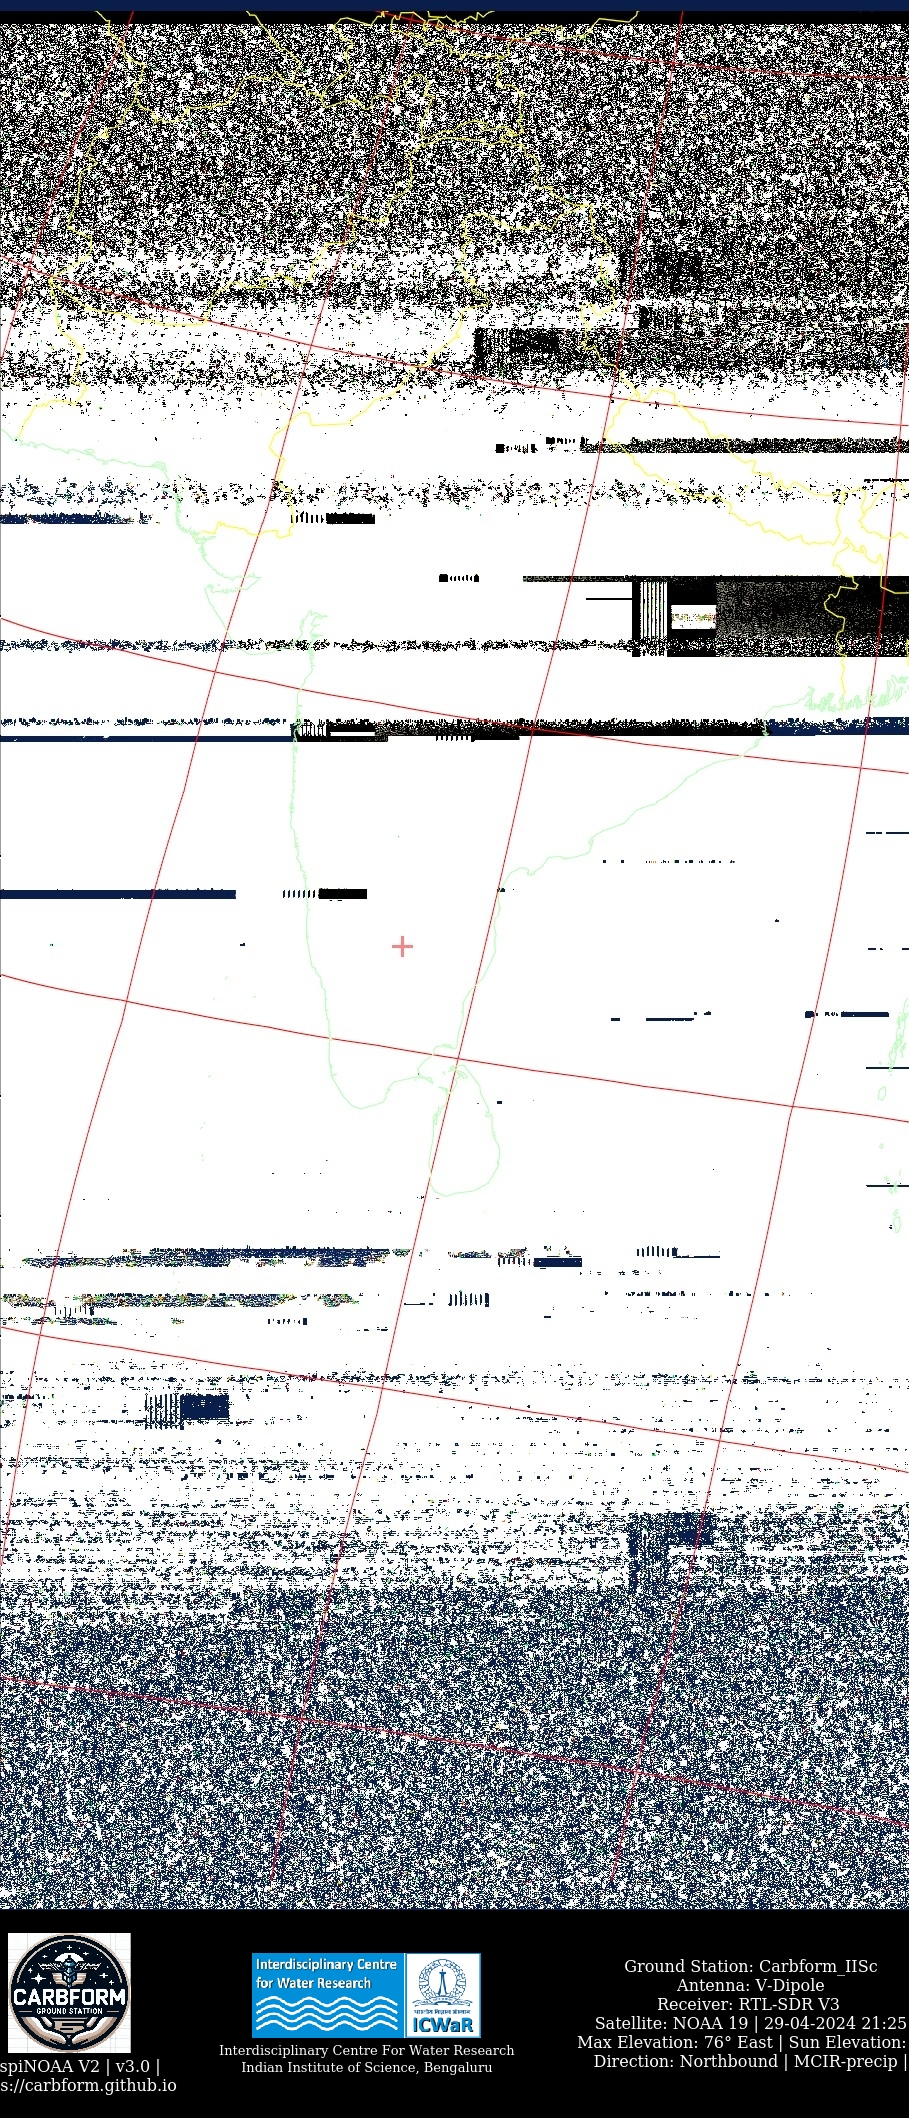 CARBFORM
GROUND STATTION
spiNOAA V2 | v3.0 |
s://carbform.github.io
Interdisciplinary Centre
for Water Research
ICWaR
Interdisciplinary Centre For Water Research
Indian Institute of Science, Bengaluru
Ground Station: Carbform_IISc
Antenna: V-Dipole
Receiver: RTL-SDR V3
Satellite: NOAA 19 | 29-04-2024 21:25
Max Elevation: 76° East | Sun Elevation:
Direction: Northbound | MCIR-precip |